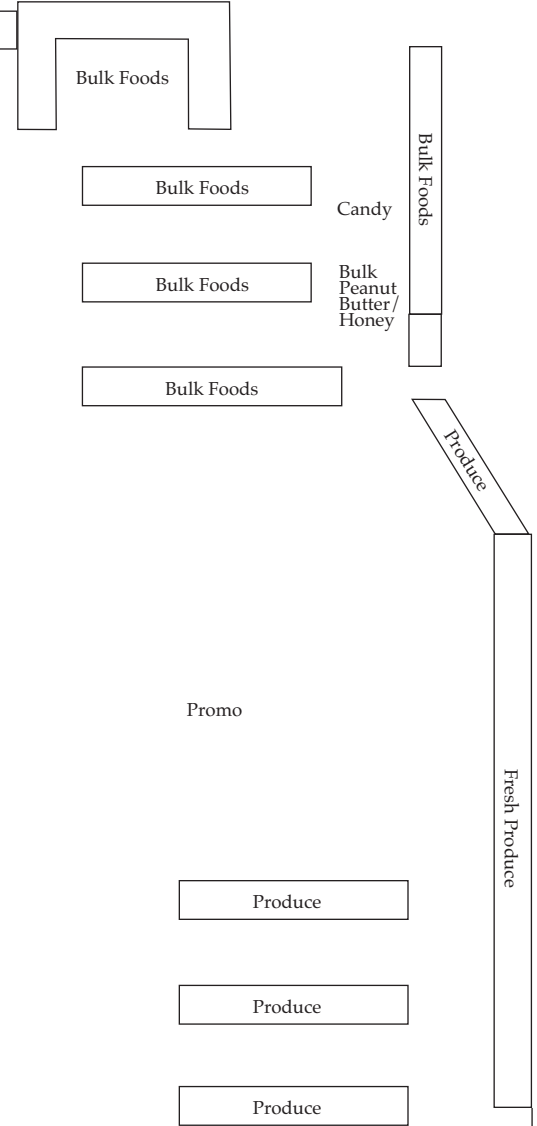 Bulk Foods
Bulk Foods
Bulk Foods
Candy
Bulk Foods
Bulk
Peanut
Butter/
Honey
Bulk Foods
Produce
Promo
Fresh Produce
Produce
Produce
Produce